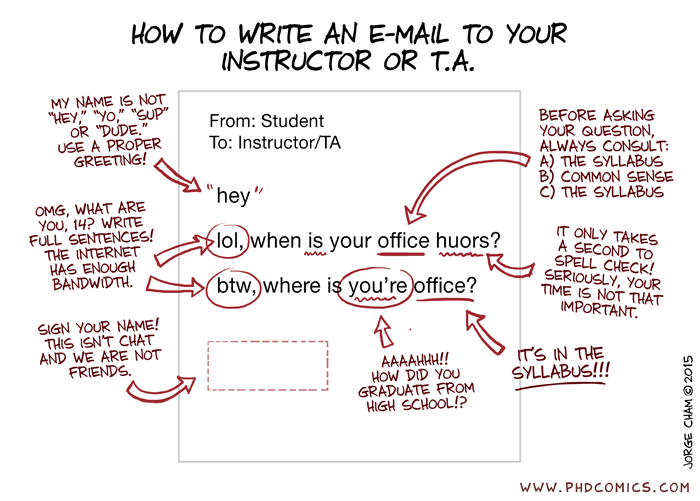 HOW TO WRITE AN E-MAIL TO YOUR
INSTRUCTOR OR T.A.
MY NAME IS NOT
"HEY," "YO," "SUP"
OR "DUDE."
USE A PROPER
GREETING!
From: Student
To: Instructor/TA
BEFORE ASKING
YOUR QUESTION,
ALWAYS CONSULT:
A) THE SYLLABUS
B) COMMON SENSE
C) THE SYLLABUS
"hey"
OMG, WHAT ARE
YOU, 14? WRITE
FULL SENTENCES!
THE INTERNET
HAS ENOUGH
BANDWIDTH.
lol, when is your office huors?
btw, where is you're office?
IT ONLY TAKES
A SECOND TO
SPELL CHECK!
SERIOUSLY, YOUR
TIME IS NOT THAT
IMPORTANT.
SIGN YOUR NAME!
THIS ISN'T CHAT
AND WE ARE NOT
FRIENDS.
AAAAHHH!!
HOW DID YOU
GRADUATE FROM
HIGH SCHOOL!?
IT'S IN THE
SYLLABUS!!!
JORGE CHAM © 2015
WWW.PHDCOMICS.COM